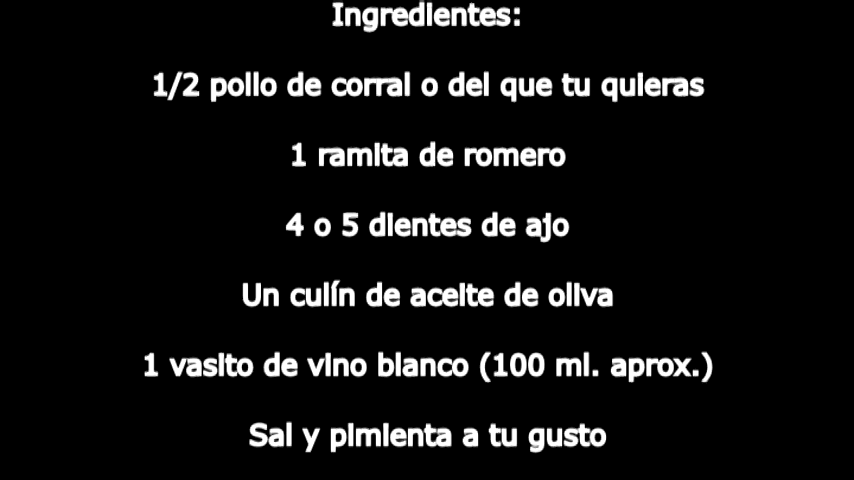 Ingredientes:
1/2 pollo de corral o del que tu quieras
1 ramita de romero
4 o 5 dientes de ajo
Un culín de aceite de oliva
1 vasito de vino blanco (100 ml. aprox.)
Sal y pimienta a tu gusto